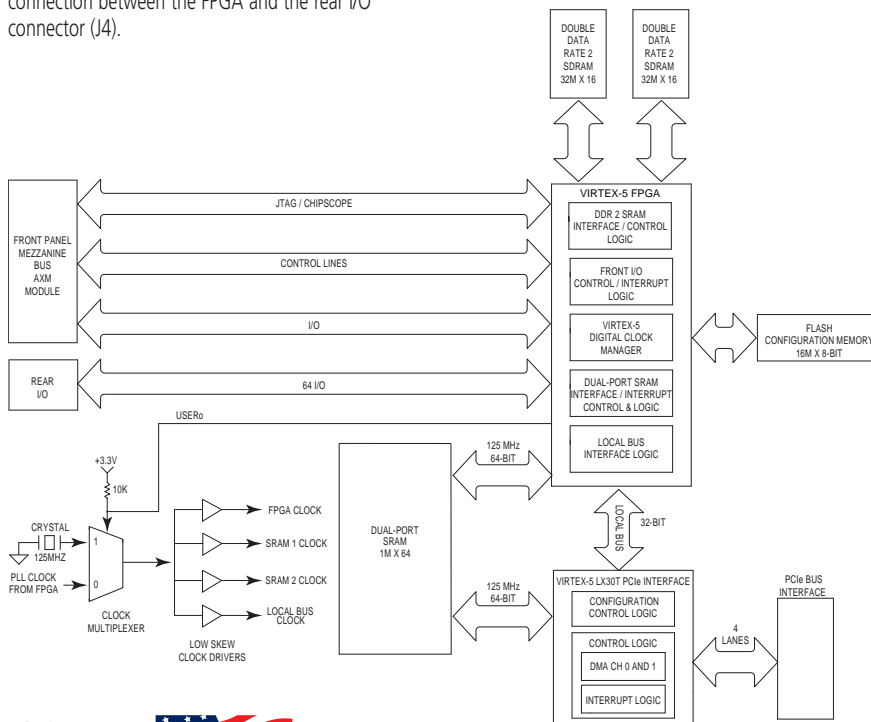 connection between the FPGA and the rear I/O
connector (J4).
DOUBLE
DATA
RATE 2
SDRAM
32M X 16
DOUBLE
DATA
RATE 2
SDRAM
32M X 16
FRONT PANEL
MEZZANINE
BUS
AXM
MODULE
JTAG / CHIPSCOPE
CONTROL LINES
I/O
REAR
I/O
64 I/O
USERo
VIRTEX-5 FPGA
DDR 2 SRAM
INTERFACE / CONTROL
LOGIC
FRONT I/O
CONTROL / INTERRUPT
LOGIC
VIRTEX-5
DIGITAL CLOCK
MANAGER
DUAL-PORT SRAM
INTERFACE / INTERRUPT
CONTROL & LOGIC
LOCAL BUS
INTERFACE LOGIC
FLASH
CONFIGURATION MEMORY
16M X 8-BIT
+3.3V
10K
CRYSTAL
125MHZ
1
PLL CLOCK
FROM FPGA
0
CLOCK
MULTIPLEXER
FPGA CLOCK
SRAM 1 CLOCK
SRAM 2 CLOCK
LOCAL BUS
CLOCK
LOW SKEW
CLOCK DRIVERS
DUAL-PORT
SRAM
1M X 64
125 MHz
64-BIT
125 MHz
64-BIT
LOCAL BUS
32-BIT
VIRTEX-5 LX30T PCIe INTERFACE
CONFIGURATION
CONTROL LOGIC
CONTROL LOGIC
DMA CH 0 AND 1
INTERRUPT LOGIC
4
LANES
PCIe BUS
INTERFACE